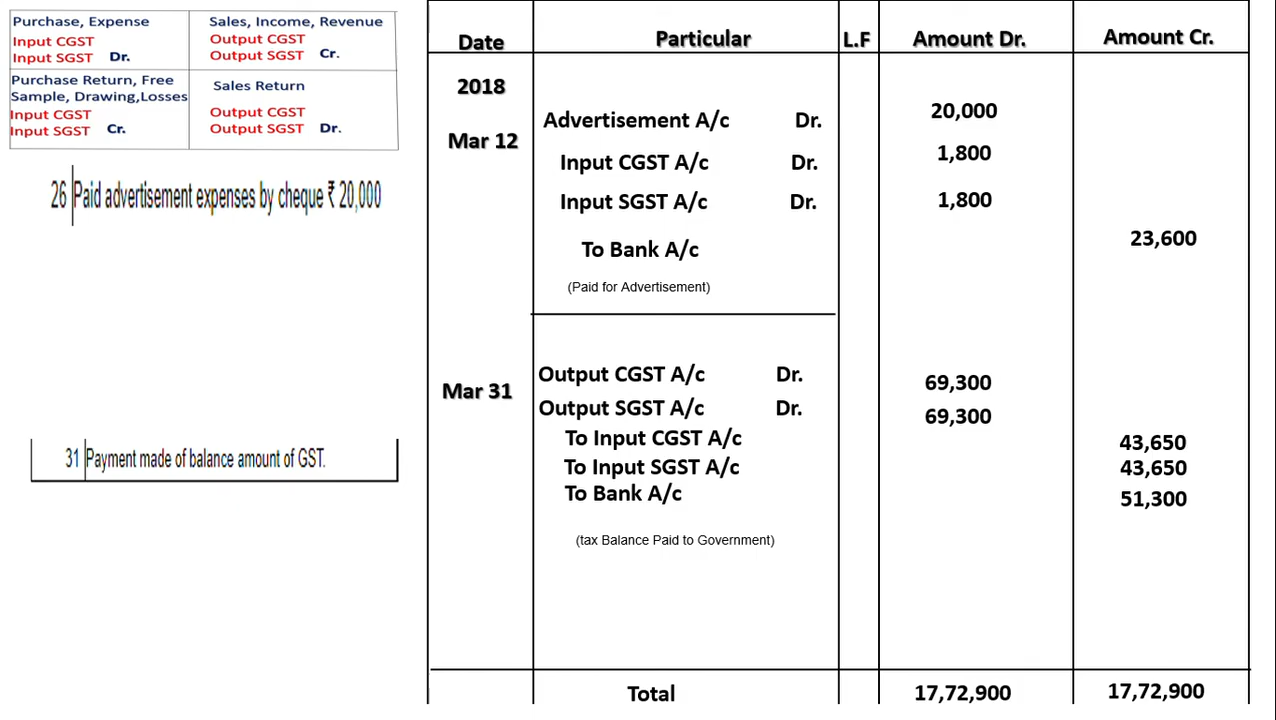 Purchase, Expense
Input CGST
Input SGST Dr.
Sales, Income, Revenue
Output CGST
Output SGST Cr.
Purchase Return, Free
Sample, Drawing,Losses
Input CGST
Input SGST Cr.
Sales Return
Output CGST
Output SGST Dr.
26 Paid advertisement expenses by cheque ₹ 20,000
31 Payment made of balance amount of GST.
Date Particular L.F Amount Dr. Amount Cr.
2018
Mar 12 Advertisement A/c Dr. 20,000
Input CGST A/c Dr. 1,800
Input SGST A/c Dr. 1,800
To Bank A/c 23,600
(Paid for Advertisement)
Mar 31 Output CGST A/c Dr. 69,300
Output SGST A/c Dr. 69,300
To Input CGST A/c 43,650
To Input SGST A/c 43,650
To Bank A/c 51,300
(tax Balance Paid to Government)
Total 17,72,900 17,72,900